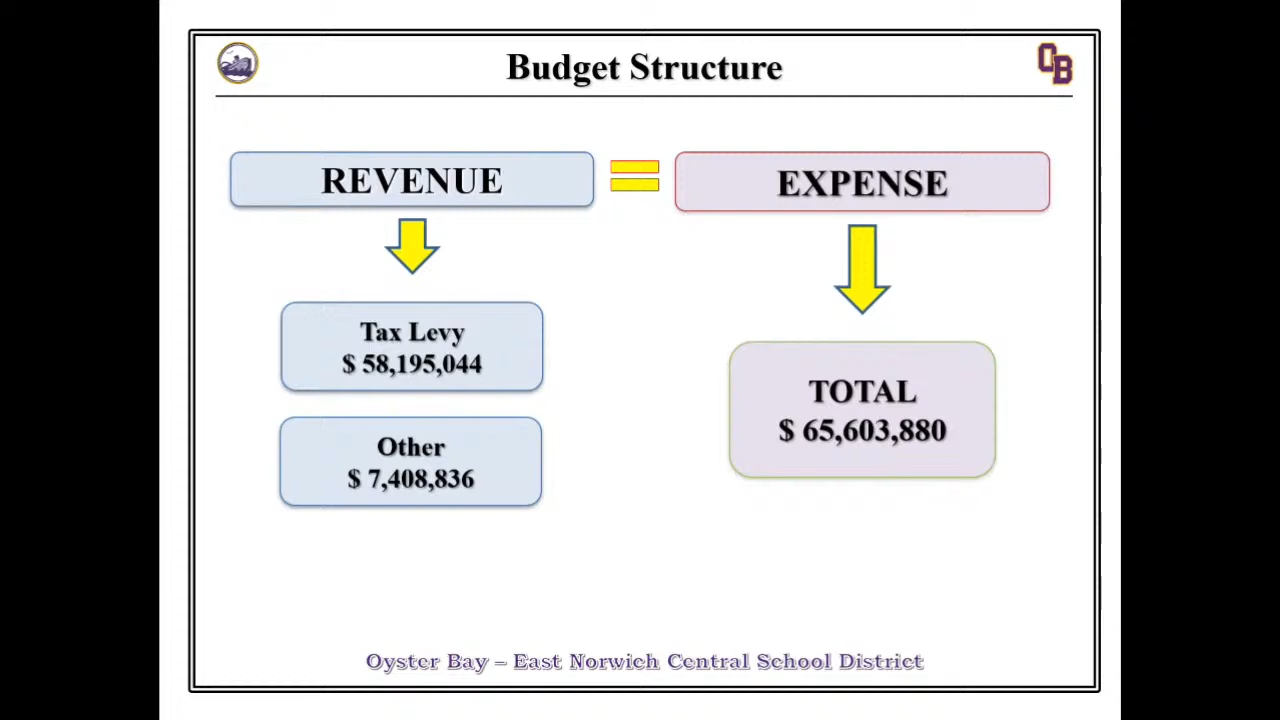 Budget Structure
OB
REVENUE
EXPENSE
Tax Levy
$ 58,195,044
Other
$ 7,408,836
TOTAL
$ 65,603,880
Oyster Bay – East Norwich Central School District